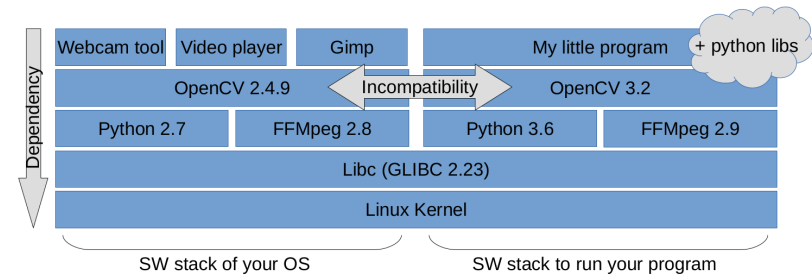 Webcam tool
Video player
Gimp
My little program
+ python libs
OpenCV 2.4.9
Incompatibility
OpenCV 3.2
Dependency
Python 2.7
FFMpeg 2.8
Python 3.6
FFMpeg 2.9
Libc (GLIBC 2.23)
Linux Kernel
SW stack of your OS
SW stack to run your program